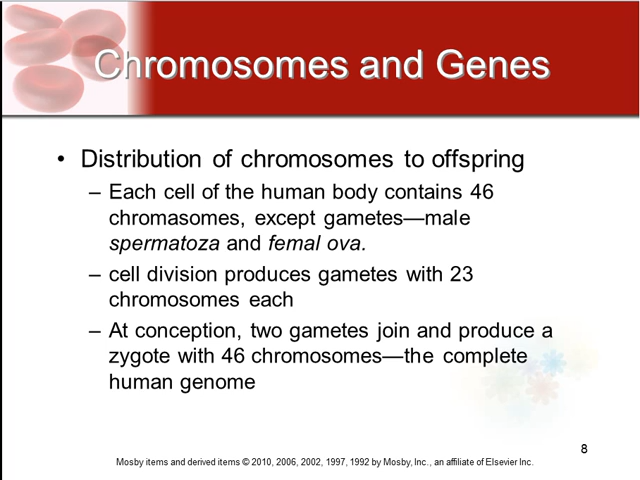 Chromosomes and Genes
• Distribution of chromosomes to offspring
– Each cell of the human body contains 46
chromasomes, except gametes—male
spermatoza and femal ova.
– cell division produces gametes with 23
chromosomes each
– At conception, two gametes join and produce a
zygote with 46 chromosomes—the complete
human genome
8
Mosby items and derived items © 2010, 2006, 2002, 1997, 1992 by Mosby, Inc., an affiliate of Elsevier Inc.